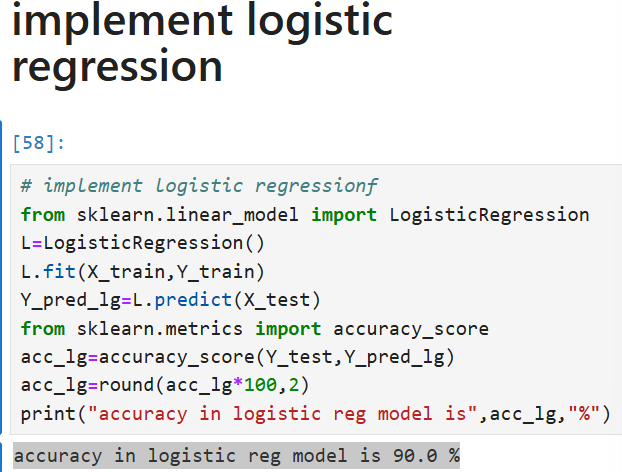 implement logistic
regression
[58]:
# implement logistic regressionf
from sklearn.linear_model import LogisticRegression
L=LogisticRegression()
L.fit(X_train,Y_train)
Y_pred_lg=L.predict(X_test)
from sklearn.metrics import accuracy_score
acc_lg=accuracy_score(Y_test,Y_pred_lg)
acc_lg=round(acc_lg*100,2)
print("accuracy in logistic reg model is",acc_lg,"%")
accuracy in logistic reg model is 90.0 %